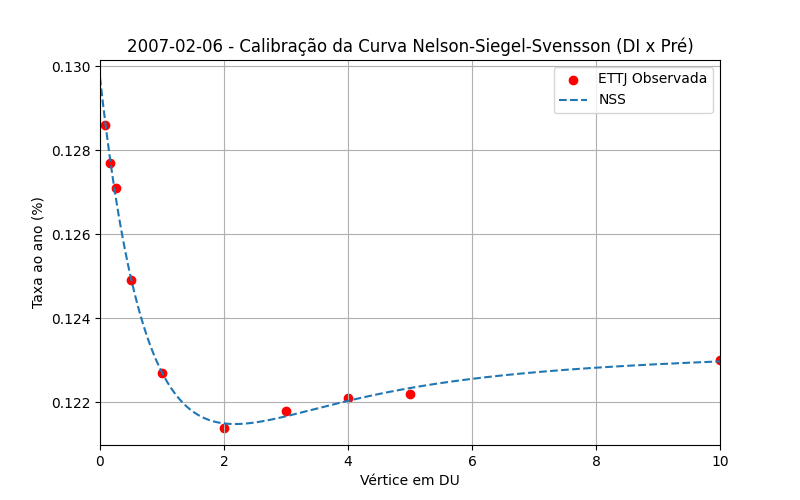 2007-02-06 - Calibração da Curva Nelson-Siegel-Svensson (DI x Pré)
0.130
0.128
0.126
0.124
0.122
Taxa ao ano (%)
ETTJ Observada
NSS
0
2
4
6
8
10
Vértice em DU